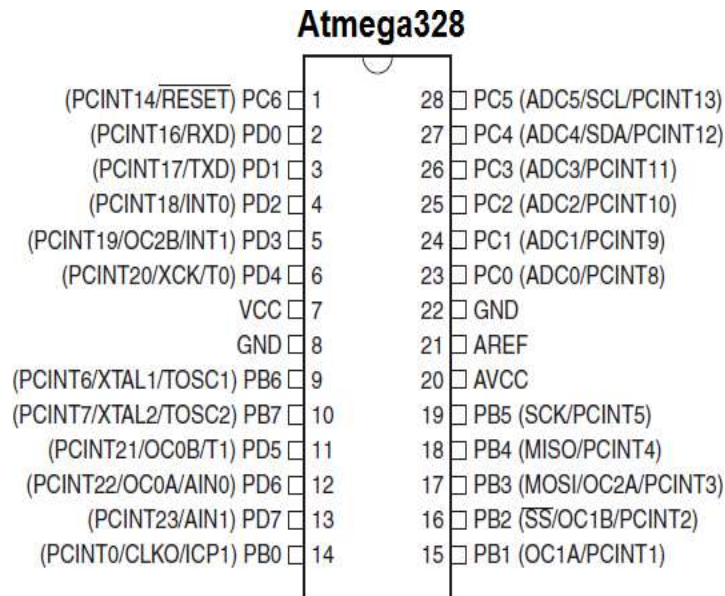 Atmega328
(PCINT14/RESET) PC6 1 28 PC5 (ADC5/SCL/PCINT13)
(PCINT16/RXD) PD0 2 27 PC4 (ADC4/SDA/PCINT12)
(PCINT17/TXD) PD1 3 26 PC3 (ADC3/PCINT11)
(PCINT18/INT0) PD2 4 25 PC2 (ADC2/PCINT10)
(PCINT19/OC2B/INT1) PD3 5 24 PC1 (ADC1/PCINT9)
(PCINT20/XCK/T0) PD4 6 23 PC0 (ADC0/PCINT8)
VCC 7 22 GND
GND 8 21 AREF
(PCINT6/XTAL1/TOSC1) PB6 9 20 AVCC
(PCINT7/XTAL2/TOSC2) PB7 10 19 PB5 (SCK/PCINT5)
(PCINT21/OC0B/T1) PD5 11 18 PB4 (MISO/PCINT4)
(PCINT22/OC0A/AIN0) PD6 12 17 PB3 (MOSI/OC2A/PCINT3)
(PCINT23/AIN1) PD7 13 16 PB2 (SS/OC1B/PCINT2)
(PCINT0/CLKO/ICP1) PB0 14 15 PB1 (OC1A/PCINT1)